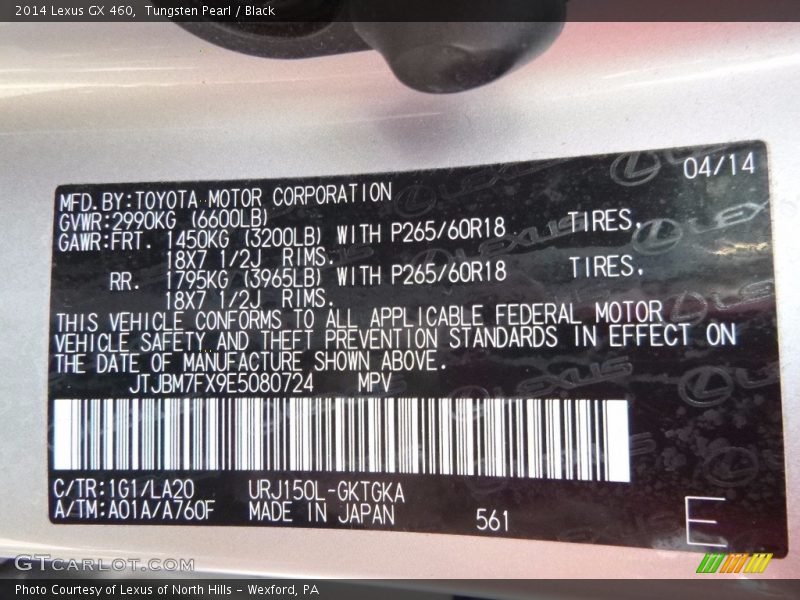 2014 Lexus GX 460, Tungsten Pearl / Black
04/14
MFD. BY:TOYOTA MOTOR CORPORATION
GVWR:2990KG (6600LB)
GAWR:FRT. 1450KG (3200LB) WITH P265/60R18 TIRES,
18X7 1/2J RIMS.
RR. 1795KG (3965LB) WITH P265/60R18 TIRES,
18X7 1/2J RIMS.
THIS VEHICLE CONFORMS TO ALL APPLICABLE FEDERAL MOTOR
VEHICLE SAFETY AND THEFT PREVENTION STANDARDS IN EFFECT ON
THE DATE OF MANUFACTURE SHOWN ABOVE.
JTJBM7FX9E5080724 MPV
C/TR:1G1/LA20 URJ150L-GKTGKA
A/TM:A01A/A760F MADE IN JAPAN 561 E
GTCARLOT.COM
Photo Courtesy of Lexus of North Hills - Wexford, PA